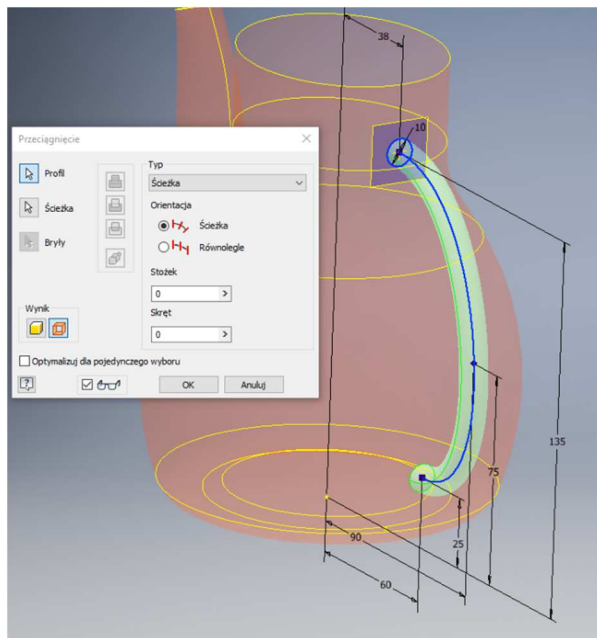 38
10
Przeciągnięcie
Profil
Ścieżka
Bryły
Typ
Ścieżka
Orientacja
Ścieżka
Równolegle
Stożek
0
Skręt
0
Wynik
Optymalizuj dla pojedynczego wyboru
OK
Anuluj
135
75
25
90
60